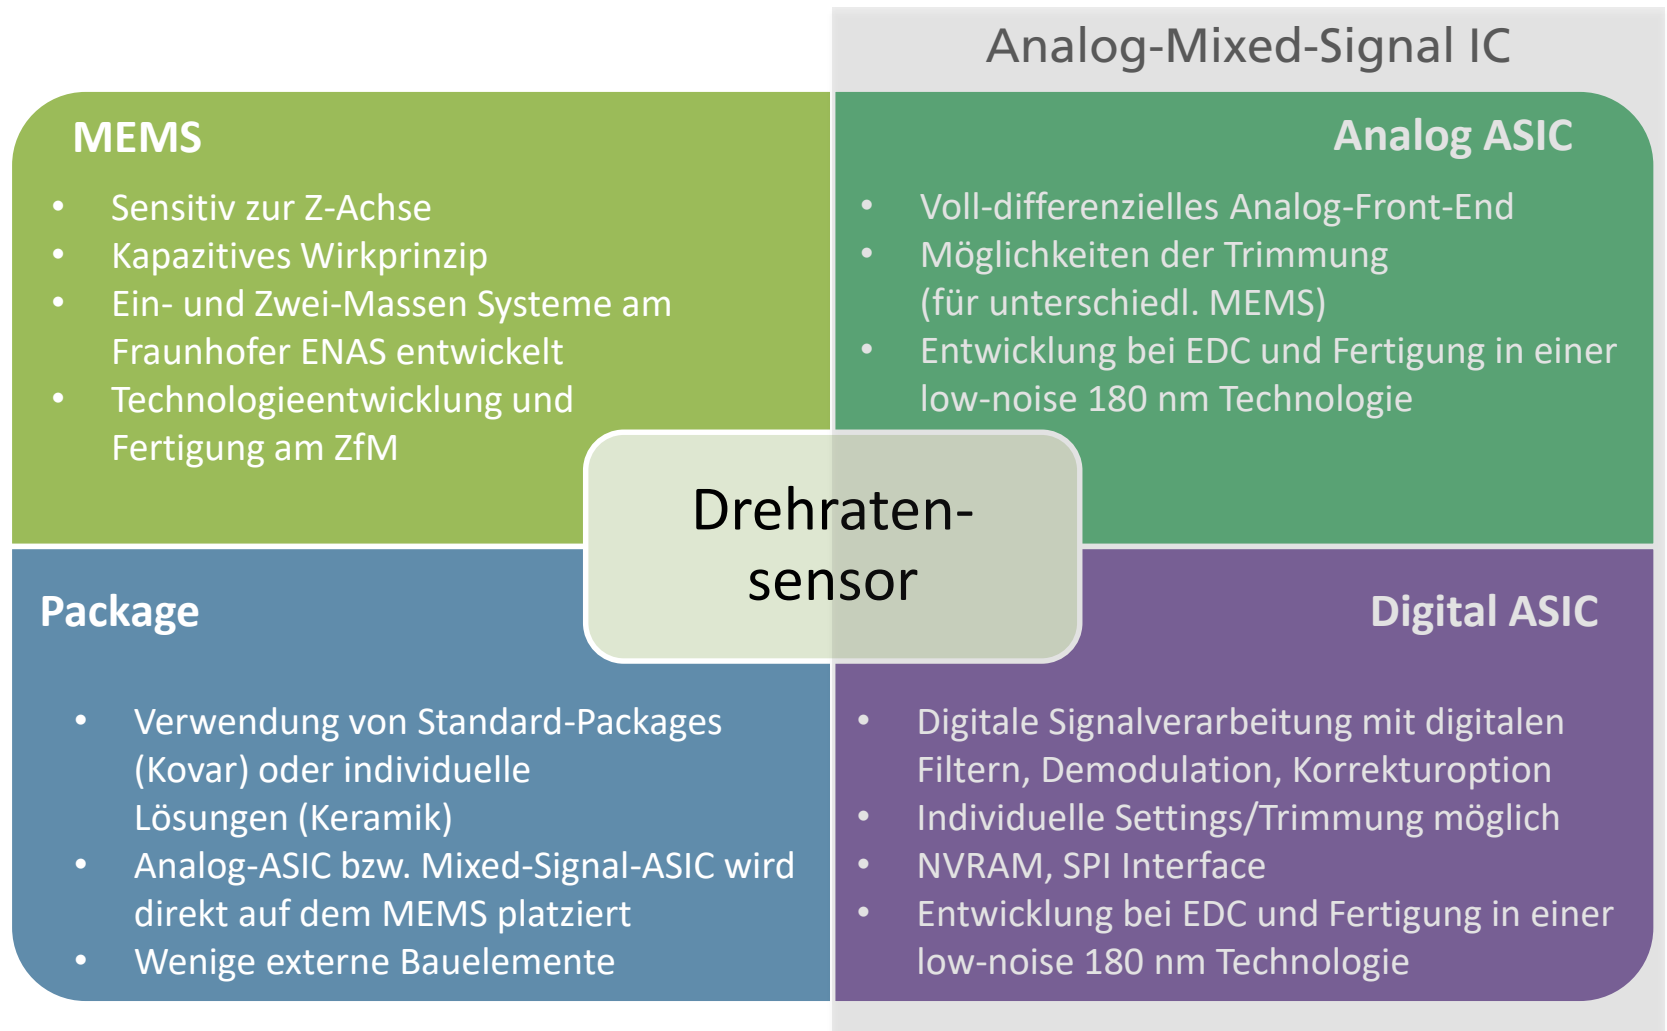 Analog-Mixed-Signal IC
MEMS
• Sensitiv zur Z-Achse
• Kapazitives Wirkprinzip
• Ein- und Zwei-Massen Systeme am
Fraunhofer ENAS entwickelt
• Technologieentwicklung und
Fertigung am ZfM
Analog ASIC
• Voll-differenzielles Analog-Front-End
• Möglichkeiten der Trimmung
(für unterschiedl. MEMS)
• Entwicklung bei EDC und Fertigung in einer
low-noise 180 nm Technologie
Drehraten-
sensor
Package
• Verwendung von Standard-Packages
(Kovar) oder individuelle
Lösungen (Keramik)
• Analog-ASIC bzw. Mixed-Signal-ASIC wird
direkt auf dem MEMS platziert
• Wenige externe Bauelemente
Digital ASIC
• Digitale Signalverarbeitung mit digitalen
Filtern, Demodulation, Korrekturoption
• Individuelle Settings/Trimmung möglich
• NVRAM, SPI Interface
• Entwicklung bei EDC und Fertigung in einer
low-noise 180 nm Technologie